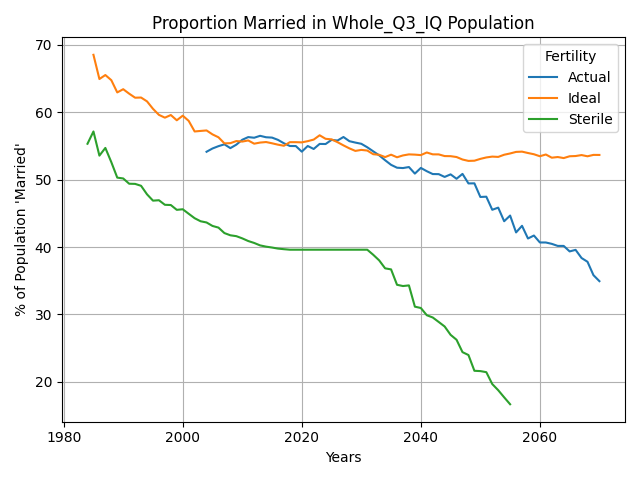 Proportion Married in Whole_Q3_IQ Population
% of Population 'Married'
70
60
50
40
30
20
1980
2000
2020
2040
2060
Years
Fertility
Actual
Ideal
Sterile